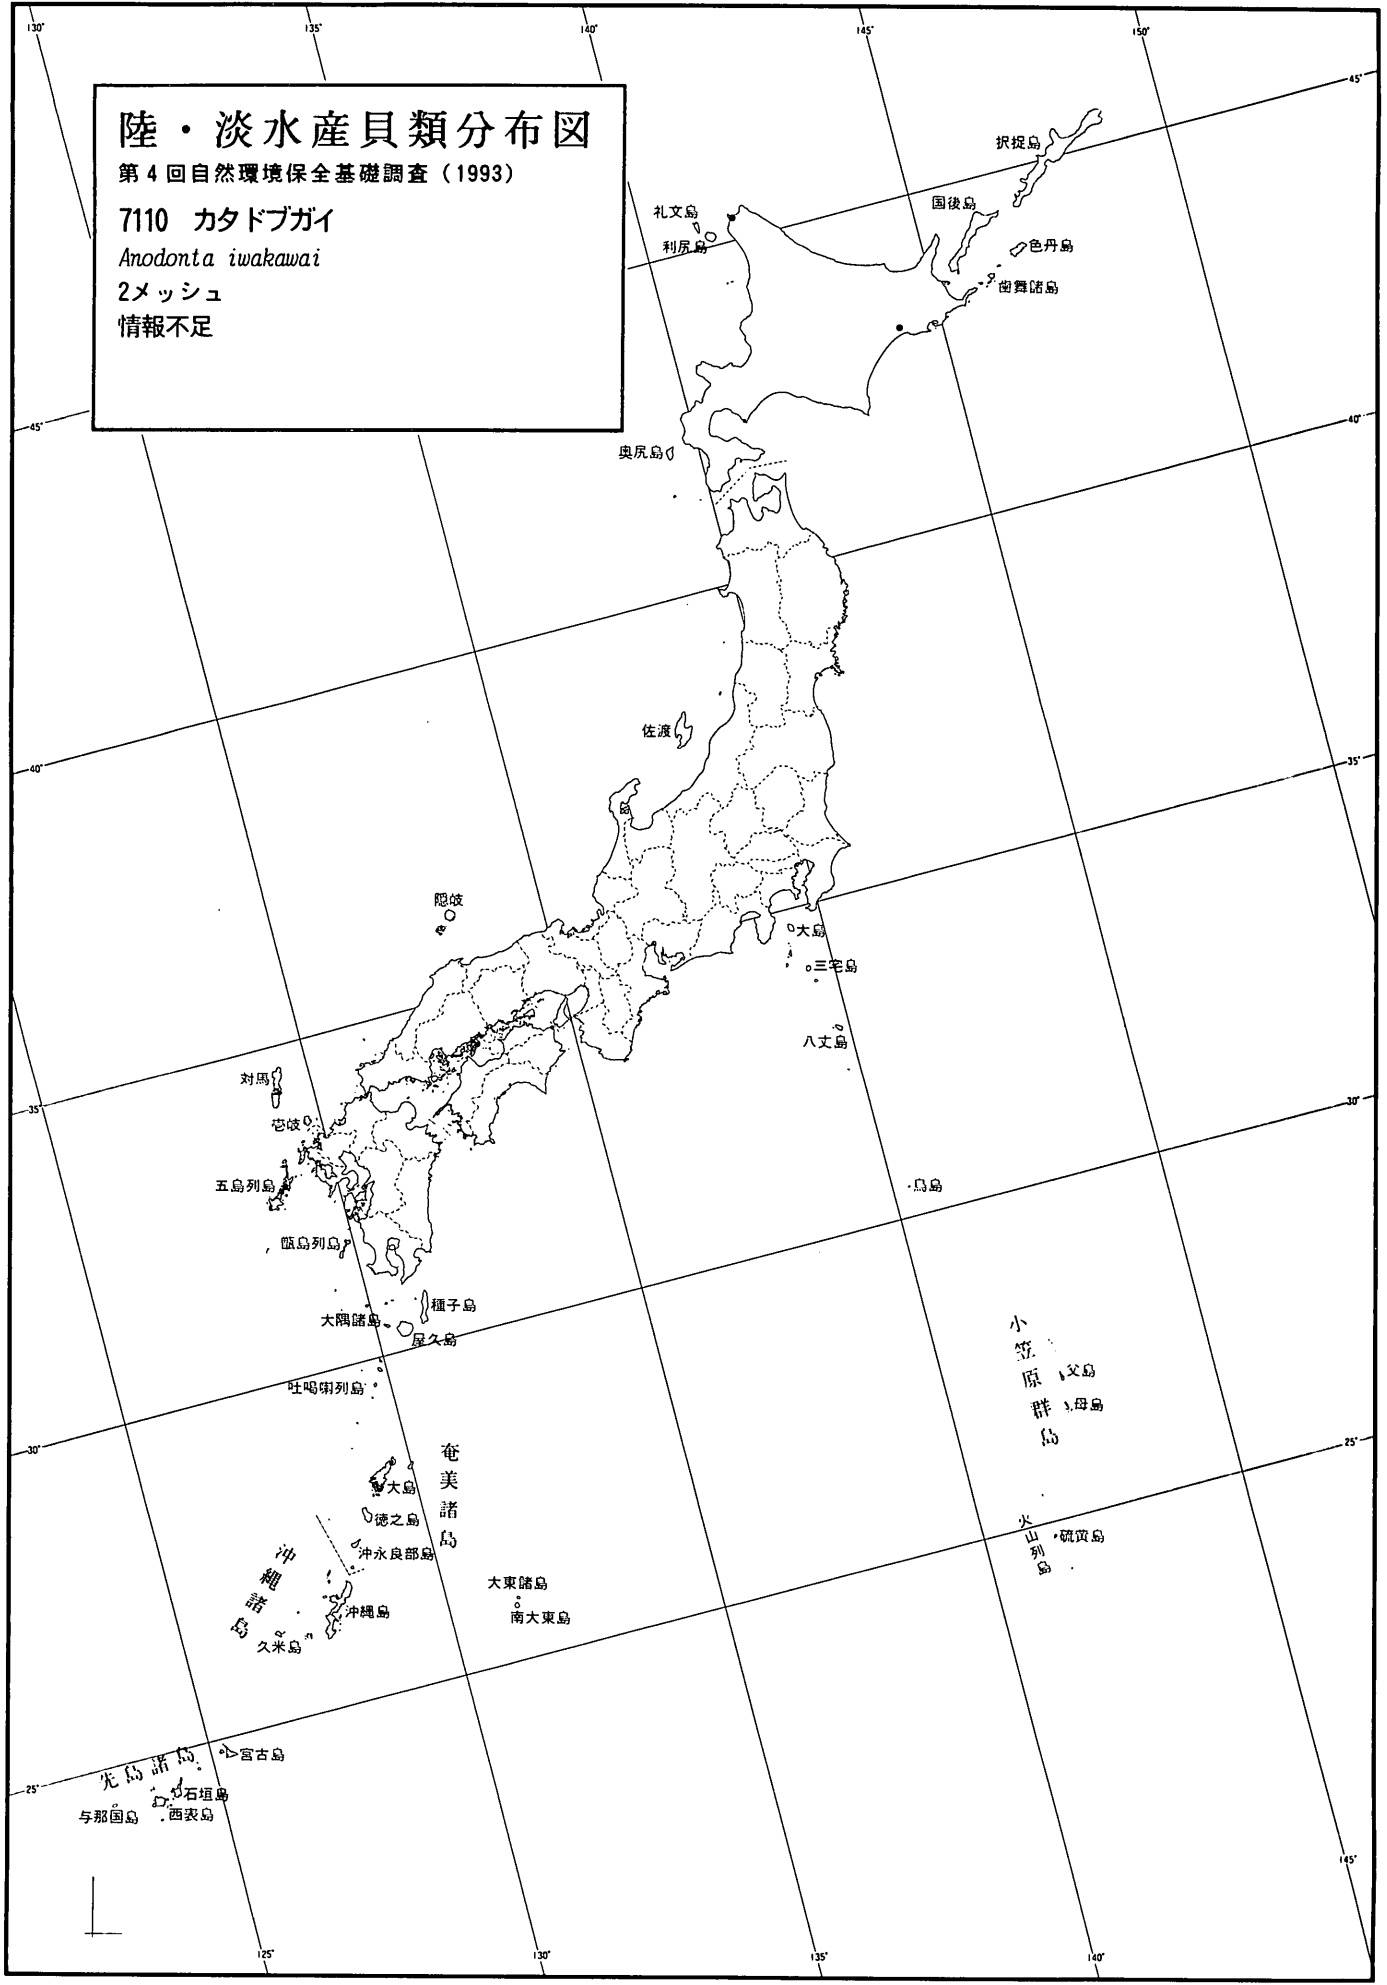 130°
135°
140°
145°
150°
陸・淡水産貝類分布図
第4回自然環境保全基礎調査(1993)
7110 カタドブガイ
Anodonta iwakawai
2メッシュ
情報不足
45°
択捉島
国後島
色丹島
歯舞諸島
礼文島
利尻島
45°
40°
奥尻島
佐渡
40°
35°
隠岐
大島
三宅島
八丈島
対馬
35°
壱岐
30°
五島列島
鳥島
甑島列島
種子島
大隅諸島
屋久島
吐噶喇列島
小笠原群島
父島
母島
30°
25°
奄美諸島
大島
徳之島
沖永良部島
火山列島
硫黄島
沖縄諸島
沖縄島
久米島
大東諸島
南大東島
先島諸島
宮古島
25°
石垣島
与那国島
西表島
145°
125°
130°
135°
140°